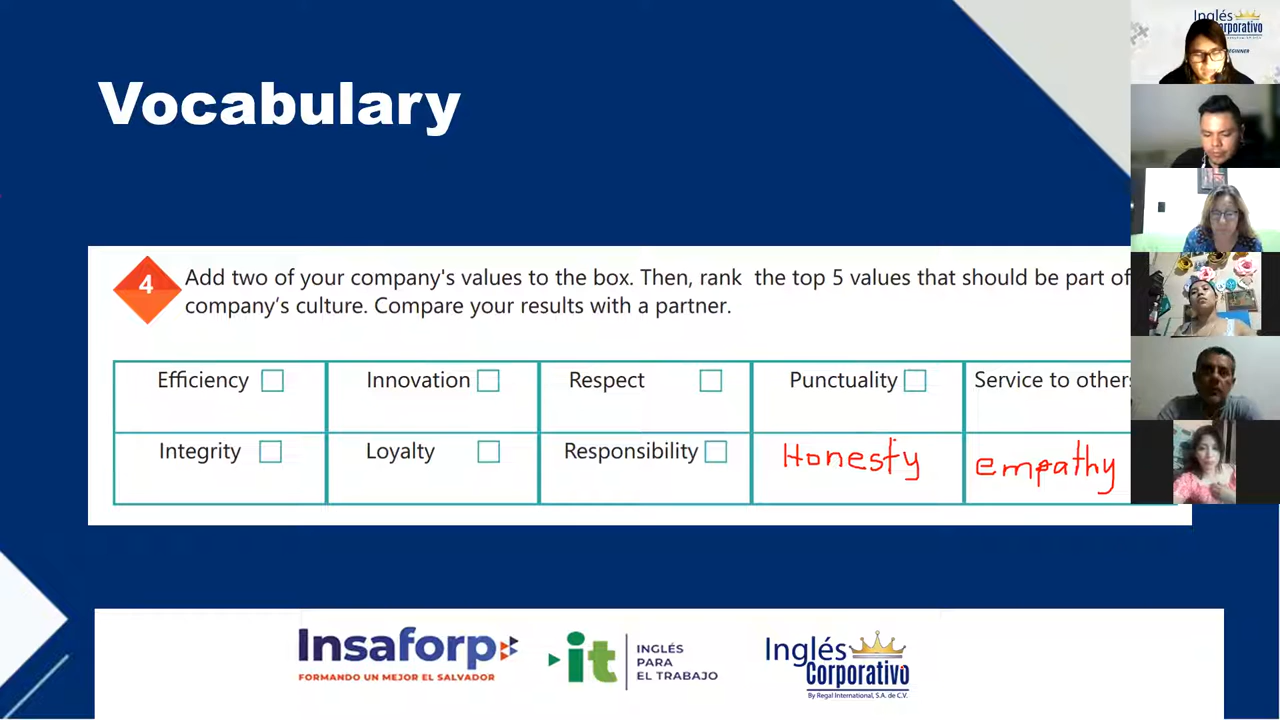 Vocabulary
4
Add two of your company's values to the box. Then, rank the top 5 values that should be part of
company's culture. Compare your results with a partner.
Efficiency Innovation Respect Punctuality Service to others
Integrity Loyalty Responsibility Honesty empathy
Insaforp
FORMANDO UN MEJOR EL SALVADOR
it
INGLÉS
PARA
EL TRABAJO
Inglés
Corporativo
By Regal International, S.A. de C.V.
Inglés